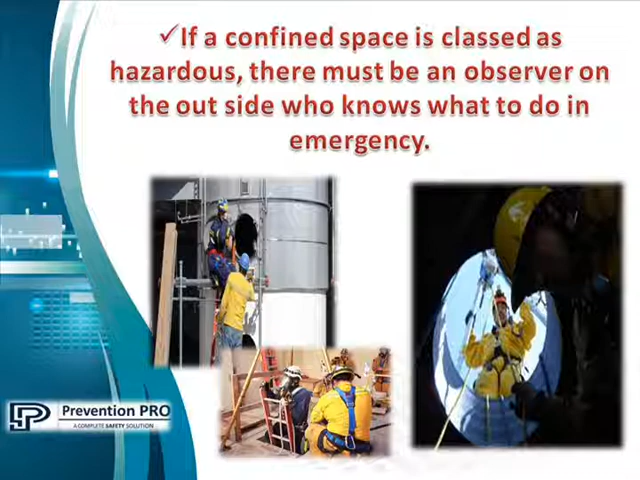 ✓If a confined space is classed as
hazardous, there must be an observer on
the out side who knows what to do in
emergency.
Prevention PRO
A COMPLETE SAFETY SOLUTION